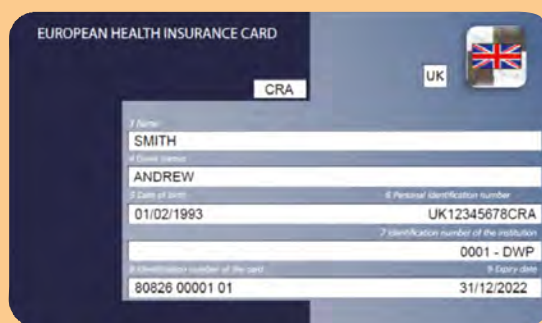 EUROPEAN HEALTH INSURANCE CARD
UK
CRA
3 Name
SMITH
4 Given names
ANDREW
5 Date of birth
6 Personal identification number
01/02/1993
UK12345678CRA
7 Identification number of the institution
0001 - DWP
8 Identification number of the card
9 Expiry date
80826 00001 01
31/12/2022